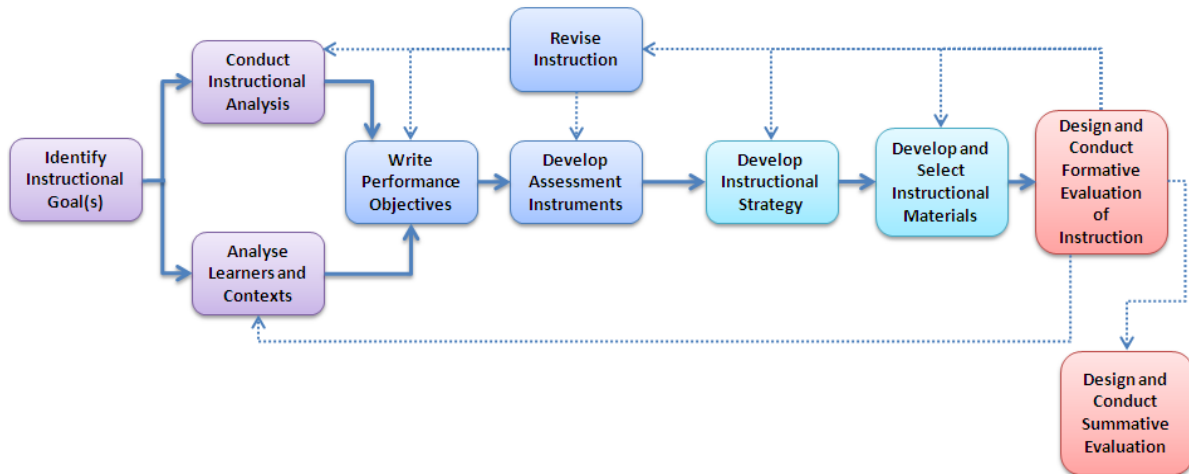 Identify
Instructional
Goal(s)
Conduct
Instructional
Analysis
Analyse
Learners and
Contexts
Revise
Instruction
Write
Performance
Objectives
Develop
Assessment
Instruments
Develop
Instructional
Strategy
Develop and
Select
Instructional
Materials
Design and
Conduct
Formative
Evaluation
of
Instruction
Design and
Conduct
Summative
Evaluation